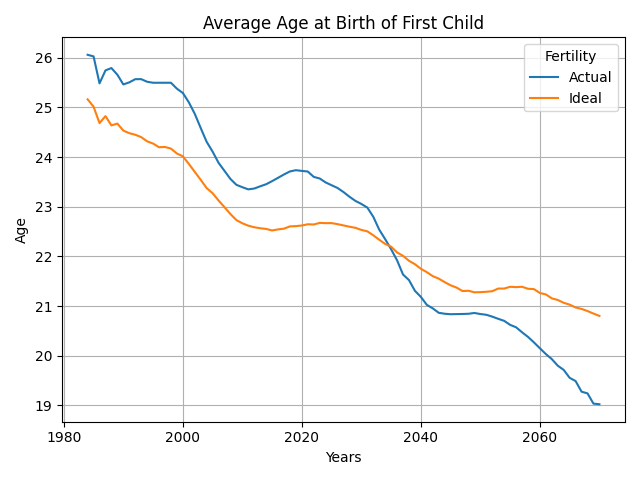 Average Age at Birth of First Child
Fertility
Actual
Ideal
Age
26
25
24
23
22
21
20
19
1980
2000
2020
2040
2060
Years